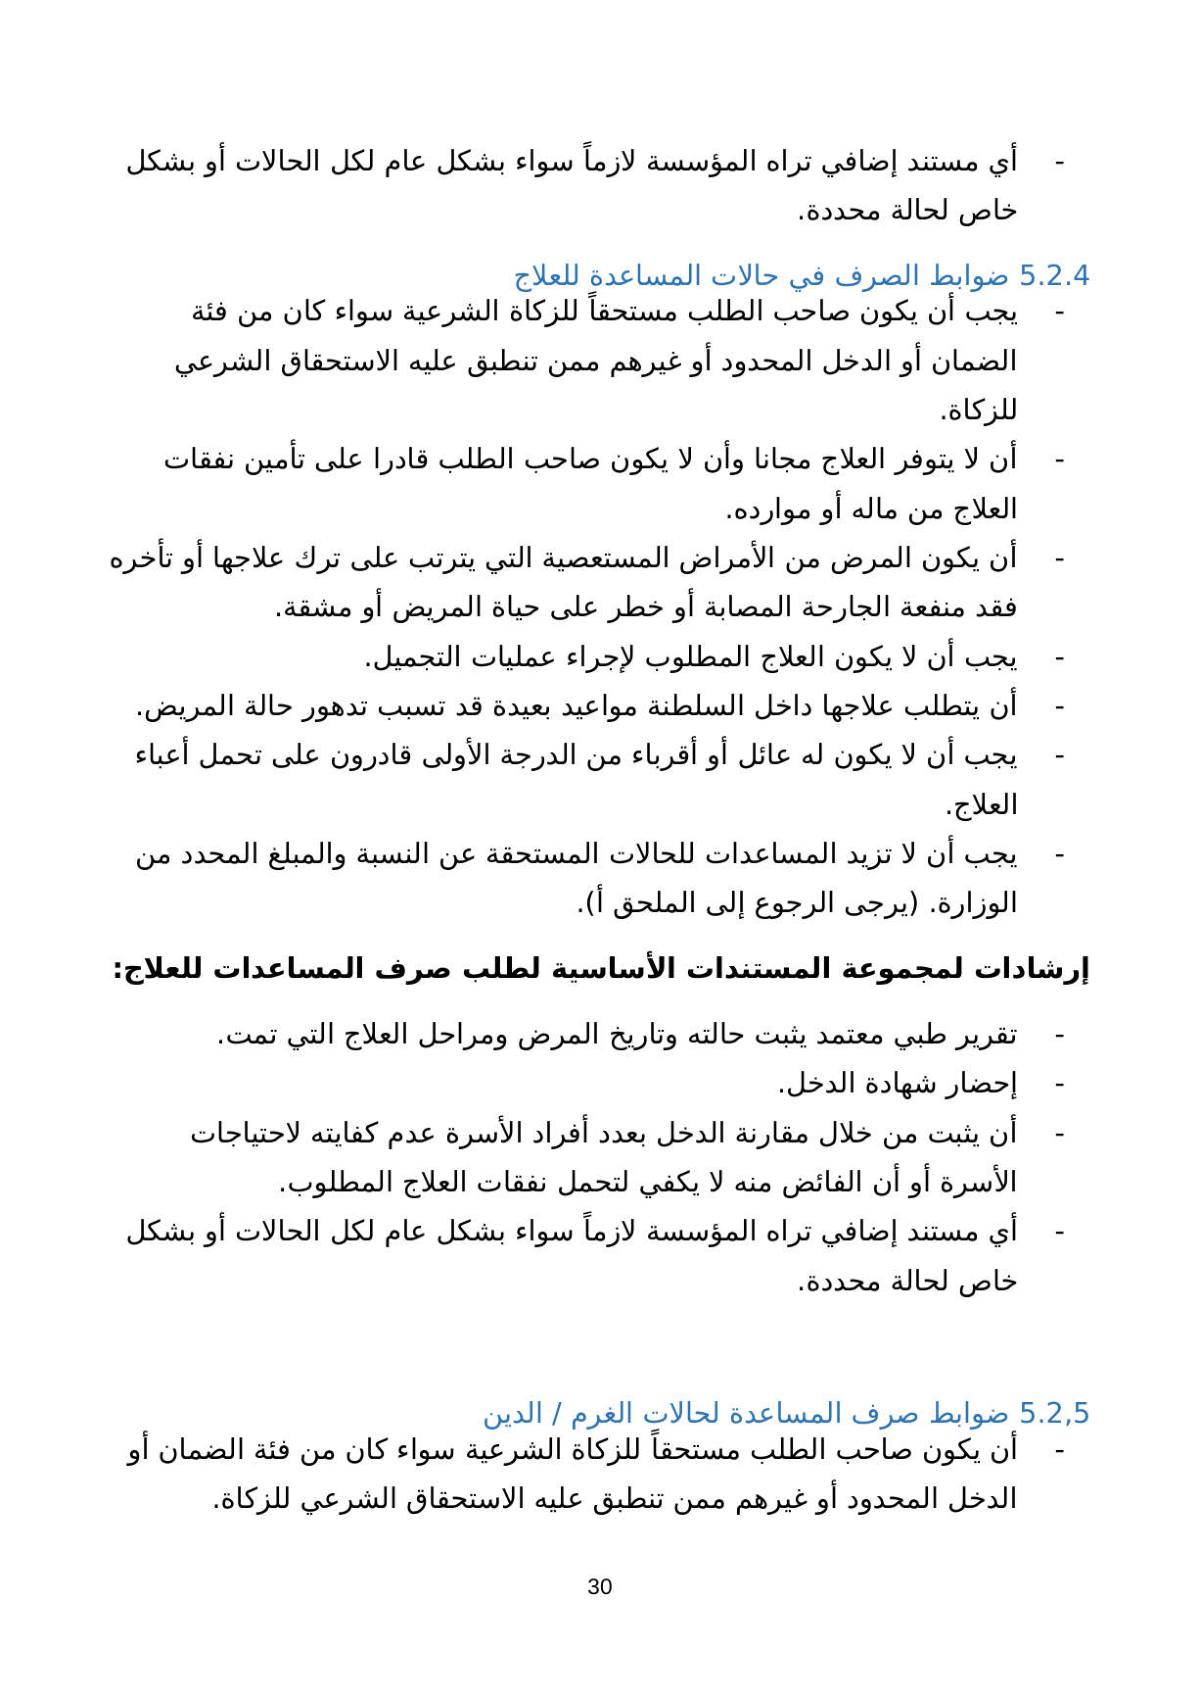 - أي مستند إضافي تراه المؤسسة لازماً سواء بشكل عام لكل الحالات أو بشكل
خاص لحالة محددة.
5.2.4 ضوابط الصرف في حالات المساعدة للعلاج
- يجب أن يكون صاحب الطلب مستحقاً للزكاة الشرعية سواء كان من فئة
الضمان أو الدخل المحدود أو غيرهم ممن تنطبق عليه الاستحقاق الشرعي
للزكاة.
- أن لا يتوفر العلاج مجانا وأن لا يكون صاحب الطلب قادرا على تأمين نفقات
العلاج من ماله أو موارده.
- أن يكون المرض من الأمراض المستعصية التي يترتب على ترك علاجها أو تأخره
فقد منفعة الجارحة المصابة أو خطر على حياة المريض أو مشقة.
- يجب أن لا يكون العلاج المطلوب لإجراء عمليات التجميل.
- أن يتطلب علاجها داخل السلطنة مواعيد بعيدة قد تسبب تدهور حالة المريض.
- يجب أن لا يكون له عائل أو أقرباء من الدرجة الأولى قادرون على تحمل أعباء
العلاج.
- يجب أن لا تزيد المساعدات للحالات المستحقة عن النسبة والمبلغ المحدد من
الوزارة. (يرجى الرجوع إلى الملحق أ).
إرشادات لمجموعة المستندات الأساسية لطلب صرف المساعدات للعلاج:
- تقرير طبي معتمد يثبت حالته وتاريخ المرض ومراحل العلاج التي تمت.
- إحضار شهادة الدخل.
- أن يثبت من خلال مقارنة الدخل بعدد أفراد الأسرة عدم كفايته لاحتياجات
الأسرة أو أن الفائض منه لا يكفي لتحمل نفقات العلاج المطلوب.
- أي مستند إضافي تراه المؤسسة لازماً سواء بشكل عام لكل الحالات أو بشكل
خاص لحالة محددة.
5.2,5 ضوابط صرف المساعدة لحالات الغرم / الدين
- أن يكون صاحب الطلب مستحقاً للزكاة الشرعية سواء كان من فئة الضمان أو
الدخل المحدود أو غيرهم ممن تنطبق عليه الاستحقاق الشرعي للزكاة.
30